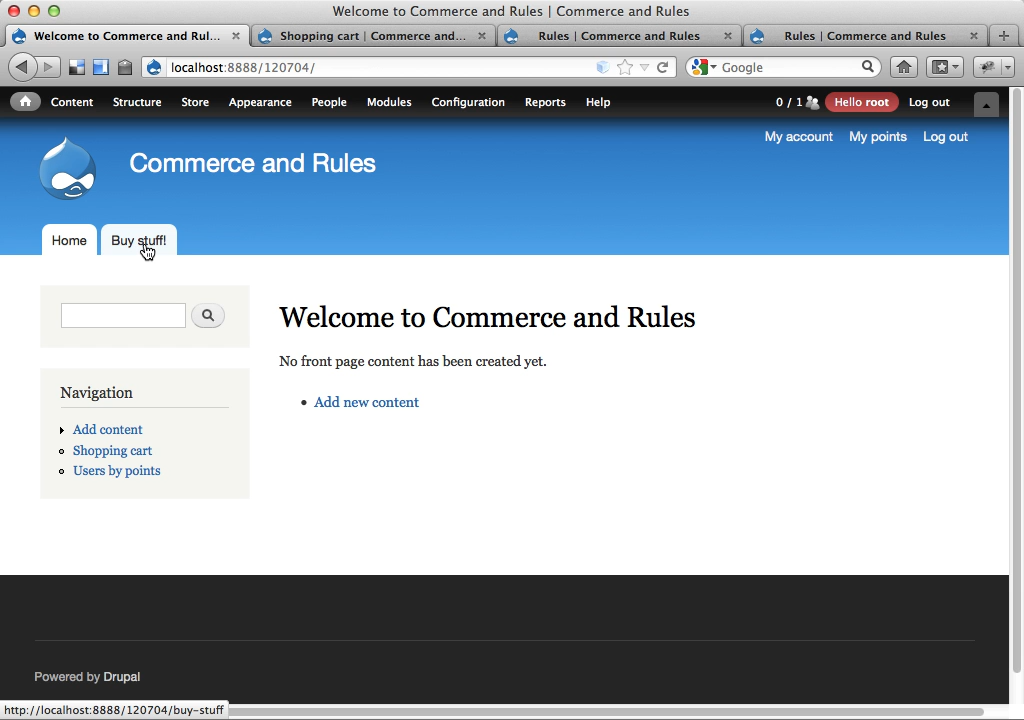 Welcome to Commerce and Rules | Commerce and Rules
Welcome to Commerce and Rul...
Shopping cart | Commerce and...
Rules | Commerce and Rules
Rules | Commerce and Rules
localhost:8888/120704/
Google
Content Structure Store Appearance People Modules Configuration Reports Help
0 / 1 Hello root Log out
My account My points Log out
Commerce and Rules
Home Buy stuff!
Welcome to Commerce and Rules
No front page content has been created yet.
Add new content
Navigation
Add content
Shopping cart
Users by points
Powered by Drupal
http://localhost:8888/120704/buy-stuff